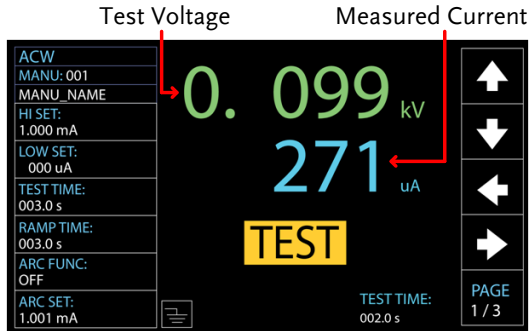 Test Voltage
Measured Current
ACW
MANU: 001
MANU_NAME
HI SET:
1.000 mA
LOW SET:
000 uA
TEST TIME:
003.0 s
RAMP TIME:
003.0 s
ARC FUNC:
OFF
ARC SET:
1.001 mA
0. 099 kV
271 uA
TEST
TEST TIME:
002.0 s
PAGE
1 / 3